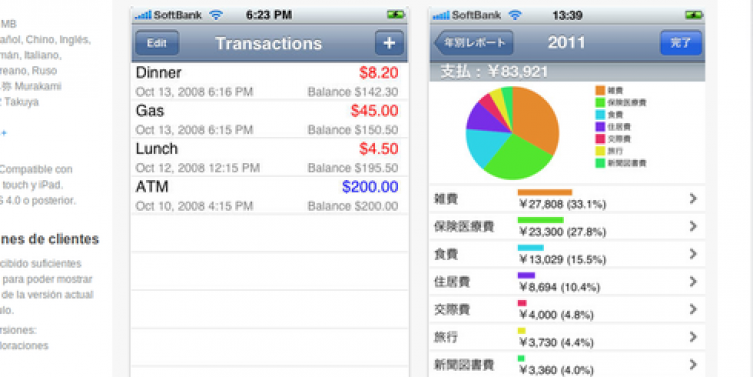 MB
añol, Chino, Inglés,
mán, Italiano,
reano, Ruso
弥 Murakami
Takuya
+
Compatible con
touch y iPad.
S 4.0 o posterior.
nes de clientes
cibido suficientes
para poder mostrar
de la versión actual
ulo.
rsiones:
loraciones
SoftBank 6:23 PM
Edit Transactions +
Dinner $8.20
Oct 13, 2008 6:16 PM Balance $142.30
Gas $45.00
Oct 13, 2008 6:15 PM Balance $150.50
Lunch $4.50
Oct 12, 2008 12:15 PM Balance $195.50
ATM $200.00
Oct 10, 2008 4:15 PM Balance $200.00
SoftBank 13:39
年別レポート 2011 完了
支払：￥83,921
雑費
保険医療費
食費
住居費
交際費
旅行
新聞図書費
雑費 ￥27,808 (33.1%)
保険医療費 ￥23,300 (27.8%)
食費 ￥13,029 (15.5%)
住居費 ￥8,694 (10.4%)
交際費 ￥4,000 (4.8%)
旅行 ￥3,730 (4.4%)
新聞図書費 ￥3,360 (4.0%)